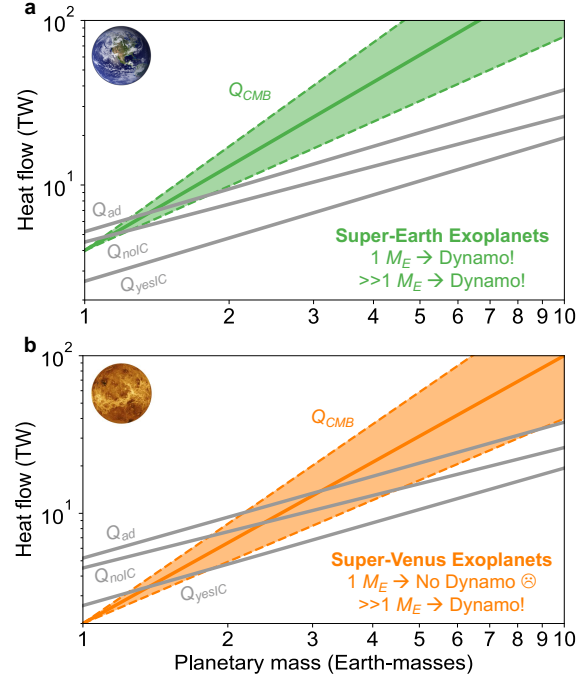 a
10²
Q_CMB
Heat flow (TW)
10¹
Q_ad
Q_noIC
Q_yesIC
Super-Earth Exoplanets
1 M_E → Dynamo!
>>1 M_E → Dynamo!
1 2 3 4 5 6 7 8 9 10
b
10²
Q_CMB
Heat flow (TW)
10¹
Q_ad
Q_noIC
Q_yesIC
Super-Venus Exoplanets
1 M_E → No Dynamo ☹
>>1 M_E → Dynamo!
1 2 3 4 5 6 7 8 9 10
Planetary mass (Earth-masses)